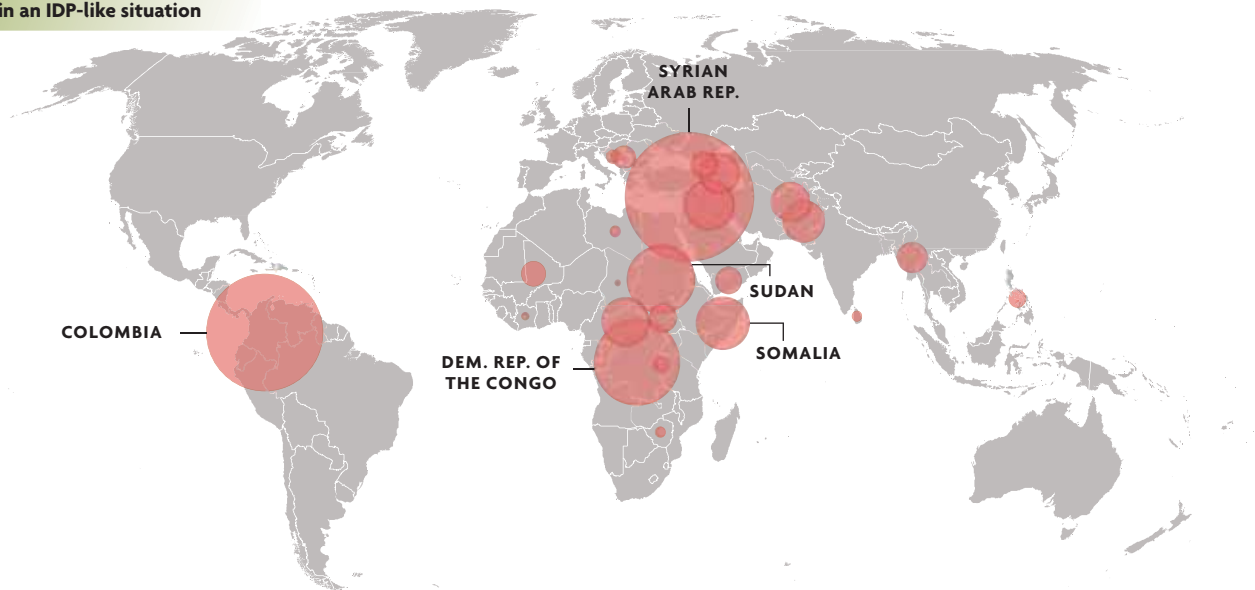 in an IDP-like situation
SYRIAN
ARAB REP.
SUDAN
COLOMBIA
SOMALIA
DEM. REP. OF
THE CONGO